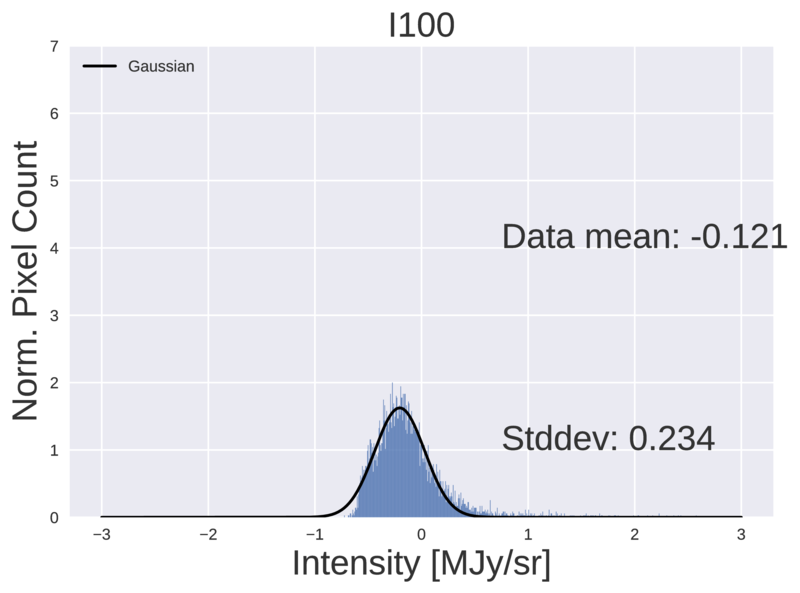 I100
7
Gaussian
6
5
Data mean: -0.121
4
3
2
Stddev: 0.234
1
0
−3 −2 −1 0 1 2 3
Norm. Pixel Count
Intensity [MJy/sr]